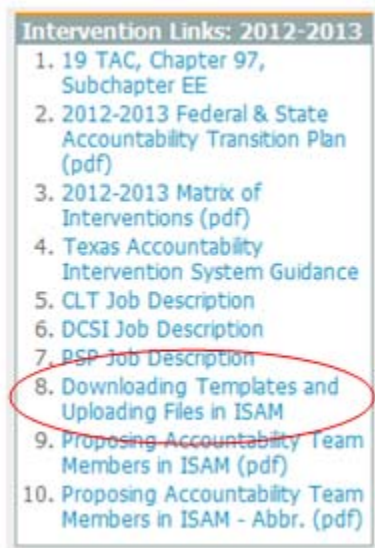 Intervention Links: 2012-2013
1. 19 TAC, Chapter 97,
Subchapter EE
2. 2012-2013 Federal & State
Accountability Transition Plan
(pdf)
3. 2012-2013 Matrix of
Interventions (pdf)
4. Texas Accountability
Intervention System Guidance
5. CLT Job Description
6. DCSI Job Description
7. PSP Job Description
8. Downloading Templates and
Uploading Files in ISAM
9. Proposing Accountability Team
Members in ISAM (pdf)
10. Proposing Accountability Team
Members in ISAM - Abbr. (pdf)